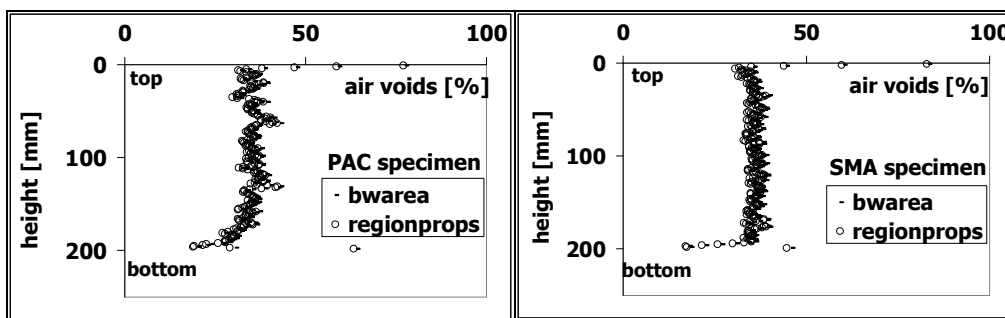 0 50 100
0
top
air voids [%]
100
PAC specimen
bwarea
regionprops
200
bottom
height [mm]
0 50 100
0
top
air voids [%]
100
SMA specimen
bwarea
regionprops
200
bottom
height [mm]